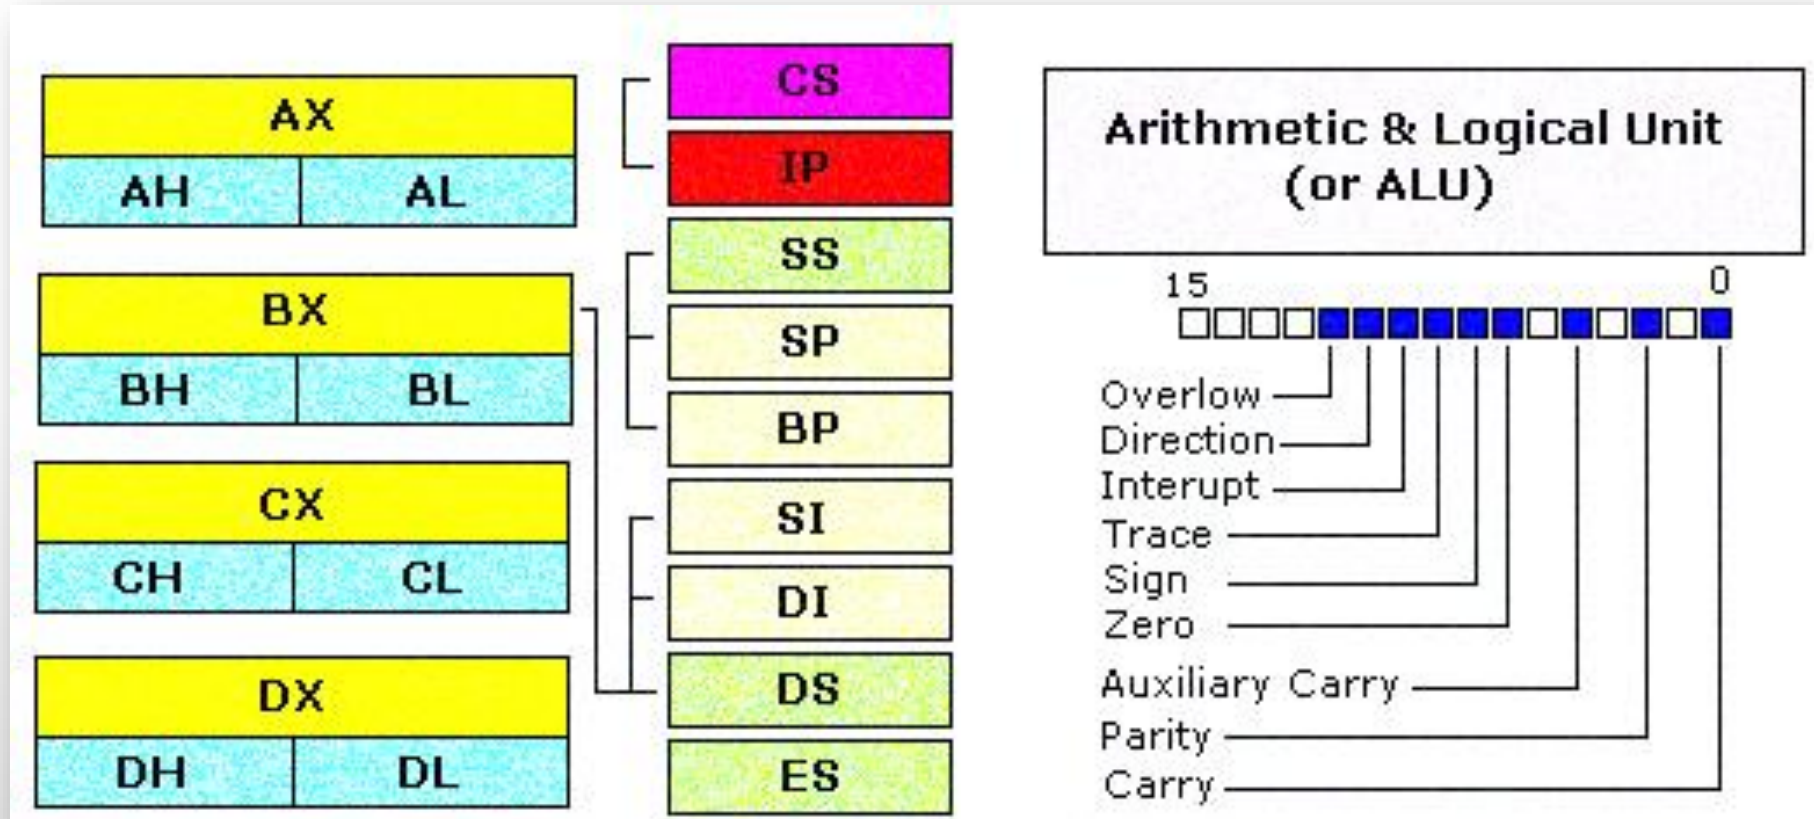 AX
AH AL
BX
BH BL
CX
CH CL
DX
DH DL
CS
IP
SS
SP
BP
SI
DI
DS
ES
Arithmetic & Logical Unit
(or ALU)
15 0
Overlow
Direction
Interupt
Trace
Sign
Zero
Auxiliary Carry
Parity
Carry